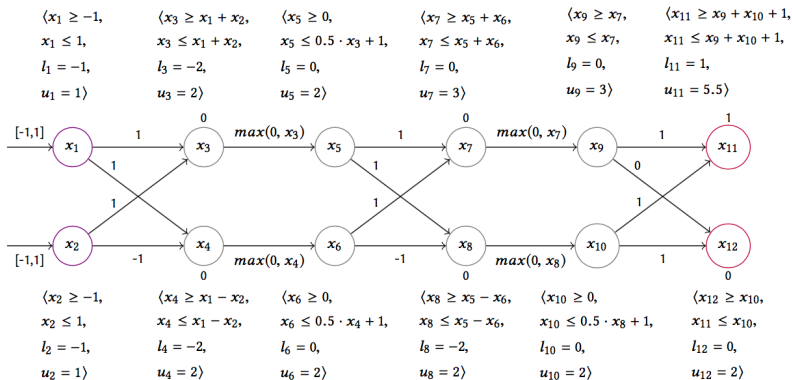 ⟨x₁ ≥ −1,
x₁ ≤ 1,
l₁ = −1,
u₁ = 1⟩
⟨x₃ ≥ x₁ + x₂,
x₃ ≤ x₁ + x₂,
l₃ = −2,
u₃ = 2⟩
⟨x₅ ≥ 0,
x₅ ≤ 0.5 · x₃ + 1,
l₅ = 0,
u₅ = 2⟩
⟨x₇ ≥ x₅ + x₆,
x₇ ≤ x₅ + x₆,
l₇ = 0,
u₇ = 3⟩
⟨x₉ ≥ x₇,
x₉ ≤ x₇,
l₉ = 0,
u₉ = 3⟩
⟨x₁₁ ≥ x₉ + x₁₀ + 1,
x₁₁ ≤ x₉ + x₁₀ + 1,
l₁₁ = 1,
u₁₁ = 5.5⟩
0 0 1
[-1,1] 1 max(0, x₃) 1 max(0, x₇) 1
x₁ x₃ x₅ x₇ x₉ x₁₁
1 1 0
1 1 1
x₂ x₄ x₆ x₈ x₁₀ x₁₂
[-1,1] -1 max(0, x₄) -1 max(0, x₈) 1
0 0 0
⟨x₂ ≥ −1,
x₂ ≤ 1,
l₂ = −1,
u₂ = 1⟩
⟨x₄ ≥ x₁ − x₂,
x₄ ≤ x₁ − x₂,
l₄ = −2,
u₄ = 2⟩
⟨x₆ ≥ 0,
x₆ ≤ 0.5 · x₄ + 1,
l₆ = 0,
u₆ = 2⟩
⟨x₈ ≥ x₅ − x₆,
x₈ ≤ x₅ − x₆,
l₈ = −2,
u₈ = 2⟩
⟨x₁₀ ≥ 0,
x₁₀ ≤ 0.5 · x₈ + 1,
l₁₀ = 0,
u₁₀ = 2⟩
⟨x₁₂ ≥ x₁₀,
x₁₁ ≤ x₁₀,
l₁₂ = 0,
u₁₂ = 2⟩